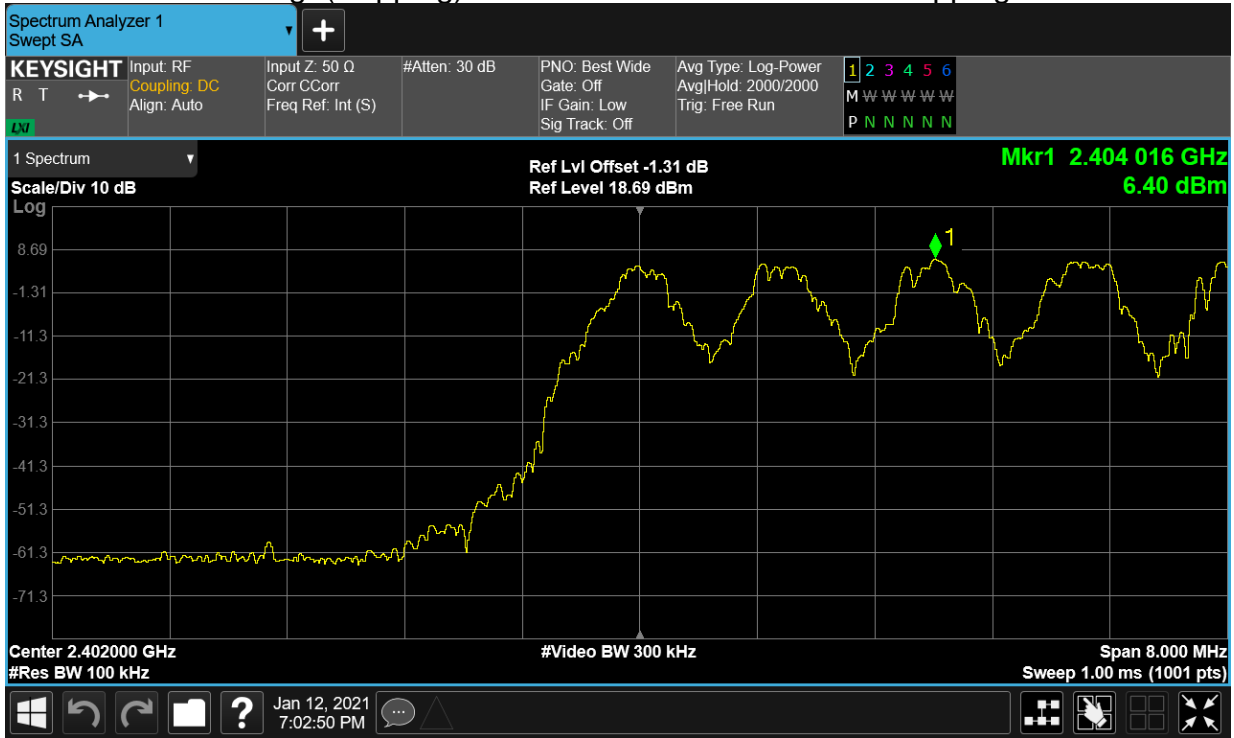 Spectrum Analyzer 1
Swept SA
KEYSIGHT
R T
LXI
Input: RF
Coupling: DC
Align: Auto
Input Z: 50 Ω
Corr CCorr
Freq Ref: Int (S)
#Atten: 30 dB
PNO: Best Wide
Gate: Off
IF Gain: Low
Sig Track: Off
Avg Type: Log-Power
Avg|Hold: 2000/2000
Trig: Free Run
1 2 3 4 5 6
M W W W W W
P N N N N N
1 Spectrum
Scale/Div 10 dB
Log
Ref Lvl Offset -1.31 dB
Ref Level 18.69 dBm
Mkr1 2.404 016 GHz
6.40 dBm
1
8.69
-1.31
-11.3
-21.3
-31.3
-41.3
-51.3
-61.3
-71.3
Center 2.402000 GHz
#Res BW 100 kHz
#Video BW 300 kHz
Span 8.000 MHz
Sweep 1.00 ms (1001 pts)
?
Jan 12, 2021
7:02:50 PM